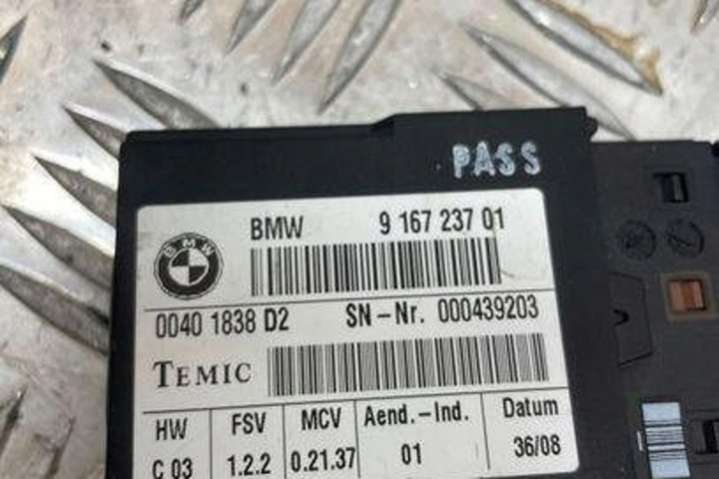 PASS
BMW 9 167 237 01
BMW
0040 1838 D2 SN-Nr. 000439203
TEMIC
HW FSV MCV Aend.-Ind. Datum
C 03 1.2.2 0.21.37 01 36/08